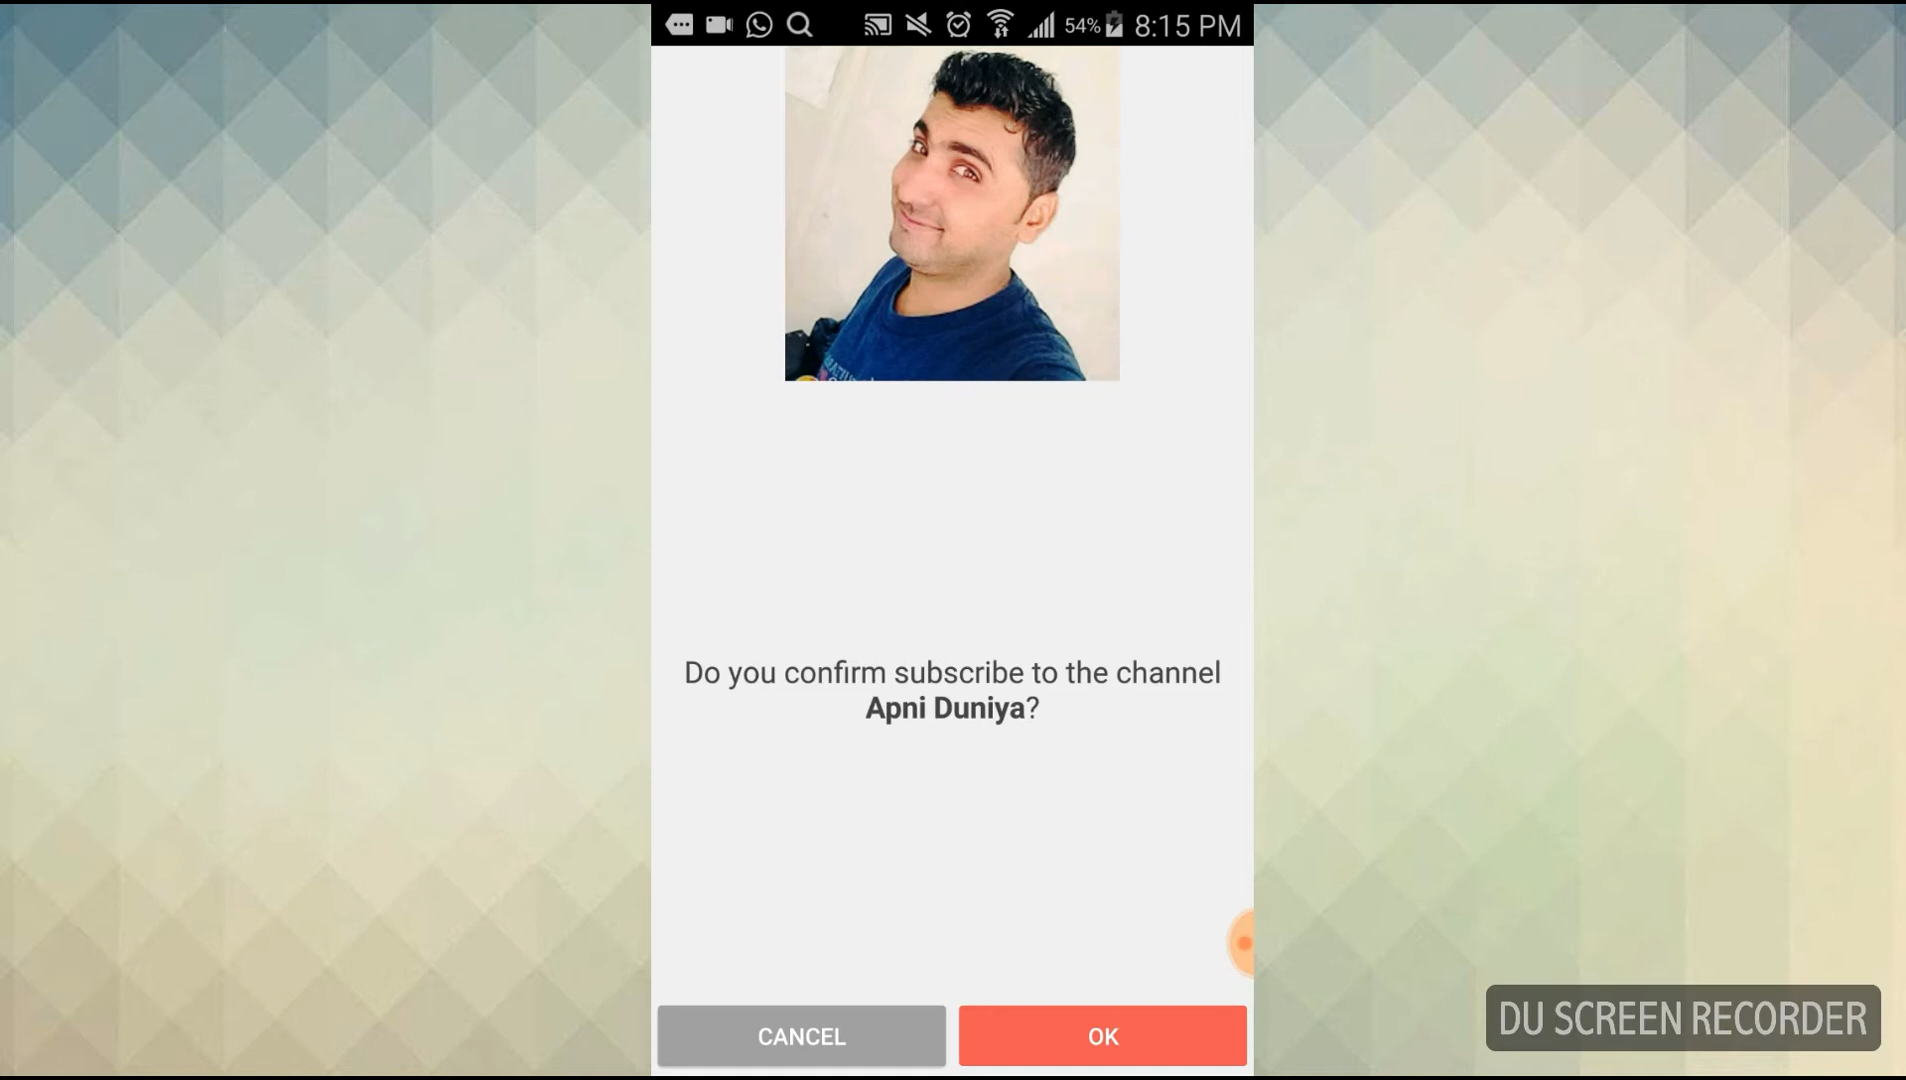 54% 8:15 PM
Do you confirm subscribe to the channel
Apni Duniya?
CANCEL OK
DU SCREEN RECORDER